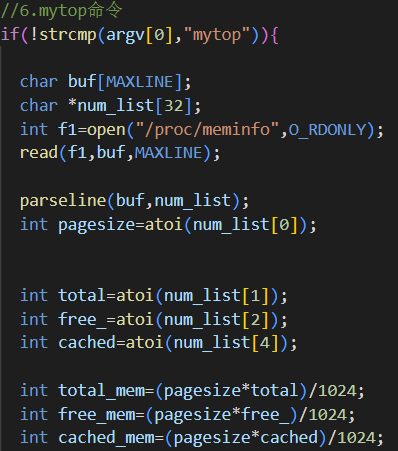 //6.mytop命令
if(!strcmp(argv[0],"mytop")){
char buf[MAXLINE];
char *num_list[32];
int f1=open("/proc/meminfo",O_RDONLY);
read(f1,buf,MAXLINE);
parseline(buf,num_list);
int pagesize=atoi(num_list[0]);
int total=atoi(num_list[1]);
int free_=atoi(num_list[2]);
int cached=atoi(num_list[4]);
int total_mem=(pagesize*total)/1024;
int free_mem=(pagesize*free_)/1024;
int cached_mem=(pagesize*cached)/1024;